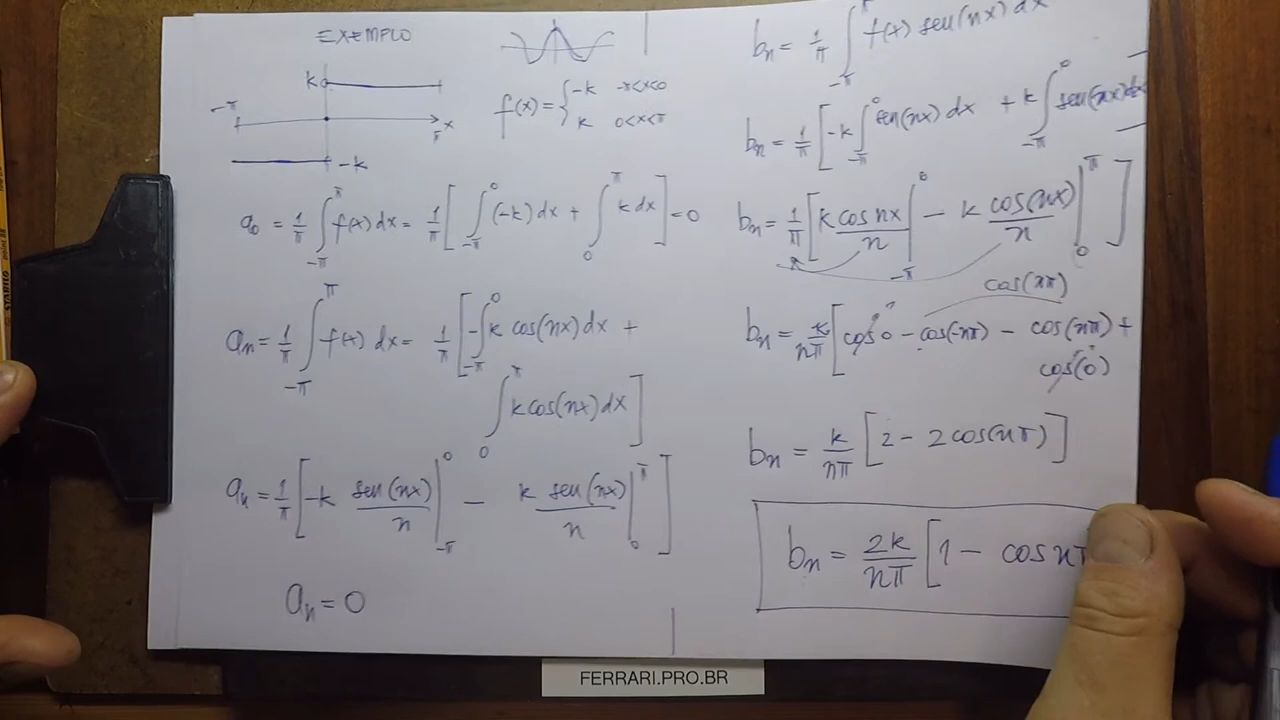 EXEMPLO
k
-π
π
x
-k
f(x) = { -k -π<x<0
k 0<x<π
a₀ = 1/π ∫_{-π}^{π} f(x) dx = 1/π [ ∫_{-π}^{0} (-k) dx + ∫_{0}^{π} k dx ] = 0
aₙ = 1/π ∫_{-π}^{π} f(x) dx = 1/π [ -∫_{-π}^{0} k cos(nx) dx +
∫_{0}^{π} k cos(nx) dx ]
aₙ = 1/π [ -k sen(nx)/n |_{-π}^{0} - k sen(nx)/n |_{0}^{π} ]
aₙ = 0
bₙ = 1/π ∫_{-π}^{π} f(x) sen(nx) dx
bₙ = 1/π [ -k ∫_{-π}^{0} sen(nx) dx + k ∫_{-π}^{0} sen(nx) dx
bₙ = 1/π [ k cos nx/n |_{-π}^{0} - k cos(nx)/n |_{0}^{π} ]
cos(nπ)
bₙ = k/nπ [ cos 0 - cos(-nπ) - cos(nπ) +
cos(0)
bₙ = k/nπ [ 2 - 2cos(nπ) ]
bₙ = 2k/nπ [ 1 - cos nπ
FERRARI.PRO.BR
STABILO